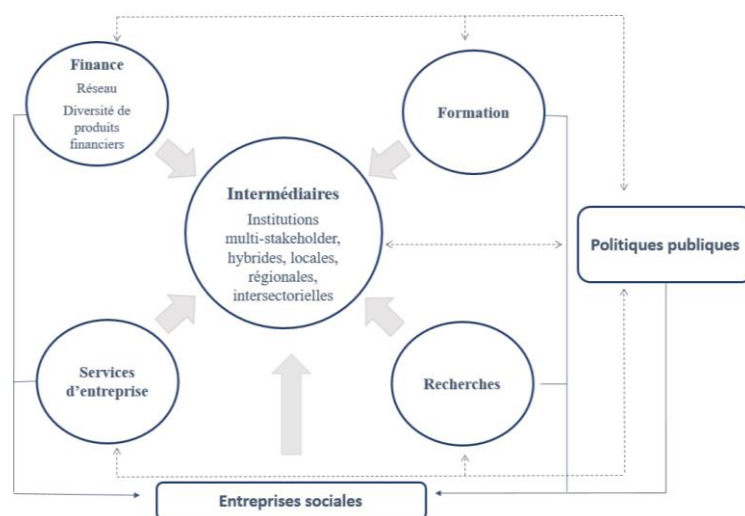 Finance
Réseau
Diversité de
produits
financiers
Formation
Intermédiaires
Institutions
multi-stakeholder,
hybrides, locales,
régionales,
intersectorielles
Politiques publiques
Services
d'entreprise
Recherches
Entreprises sociales